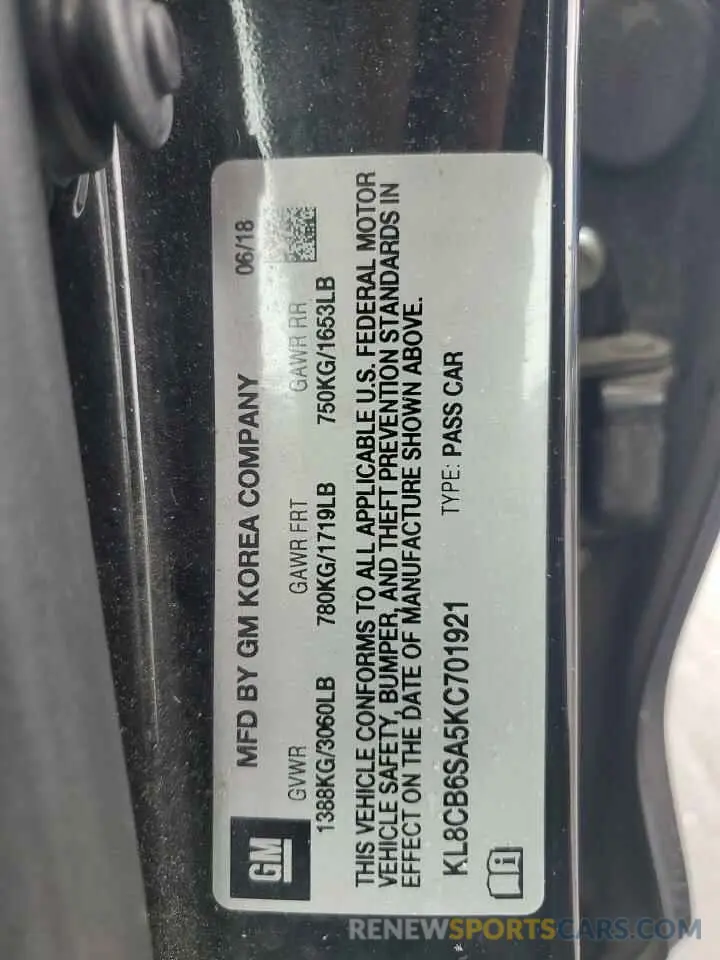 MFD BY GM KOREA COMPANY 06/18
GM
GVWR GAWR FRT GAWR RR
1388KG/3060LB 780KG/1719LB 750KG/1653LB
THIS VEHICLE CONFORMS TO ALL APPLICABLE U.S. FEDERAL MOTOR
VEHICLE SAFETY, BUMPER, AND THEFT PREVENTION STANDARDS IN
EFFECT ON THE DATE OF MANUFACTURE SHOWN ABOVE.
KL8CB6SA5KC701921 TYPE: PASS CAR
RENEWSPORTSCARS.COM